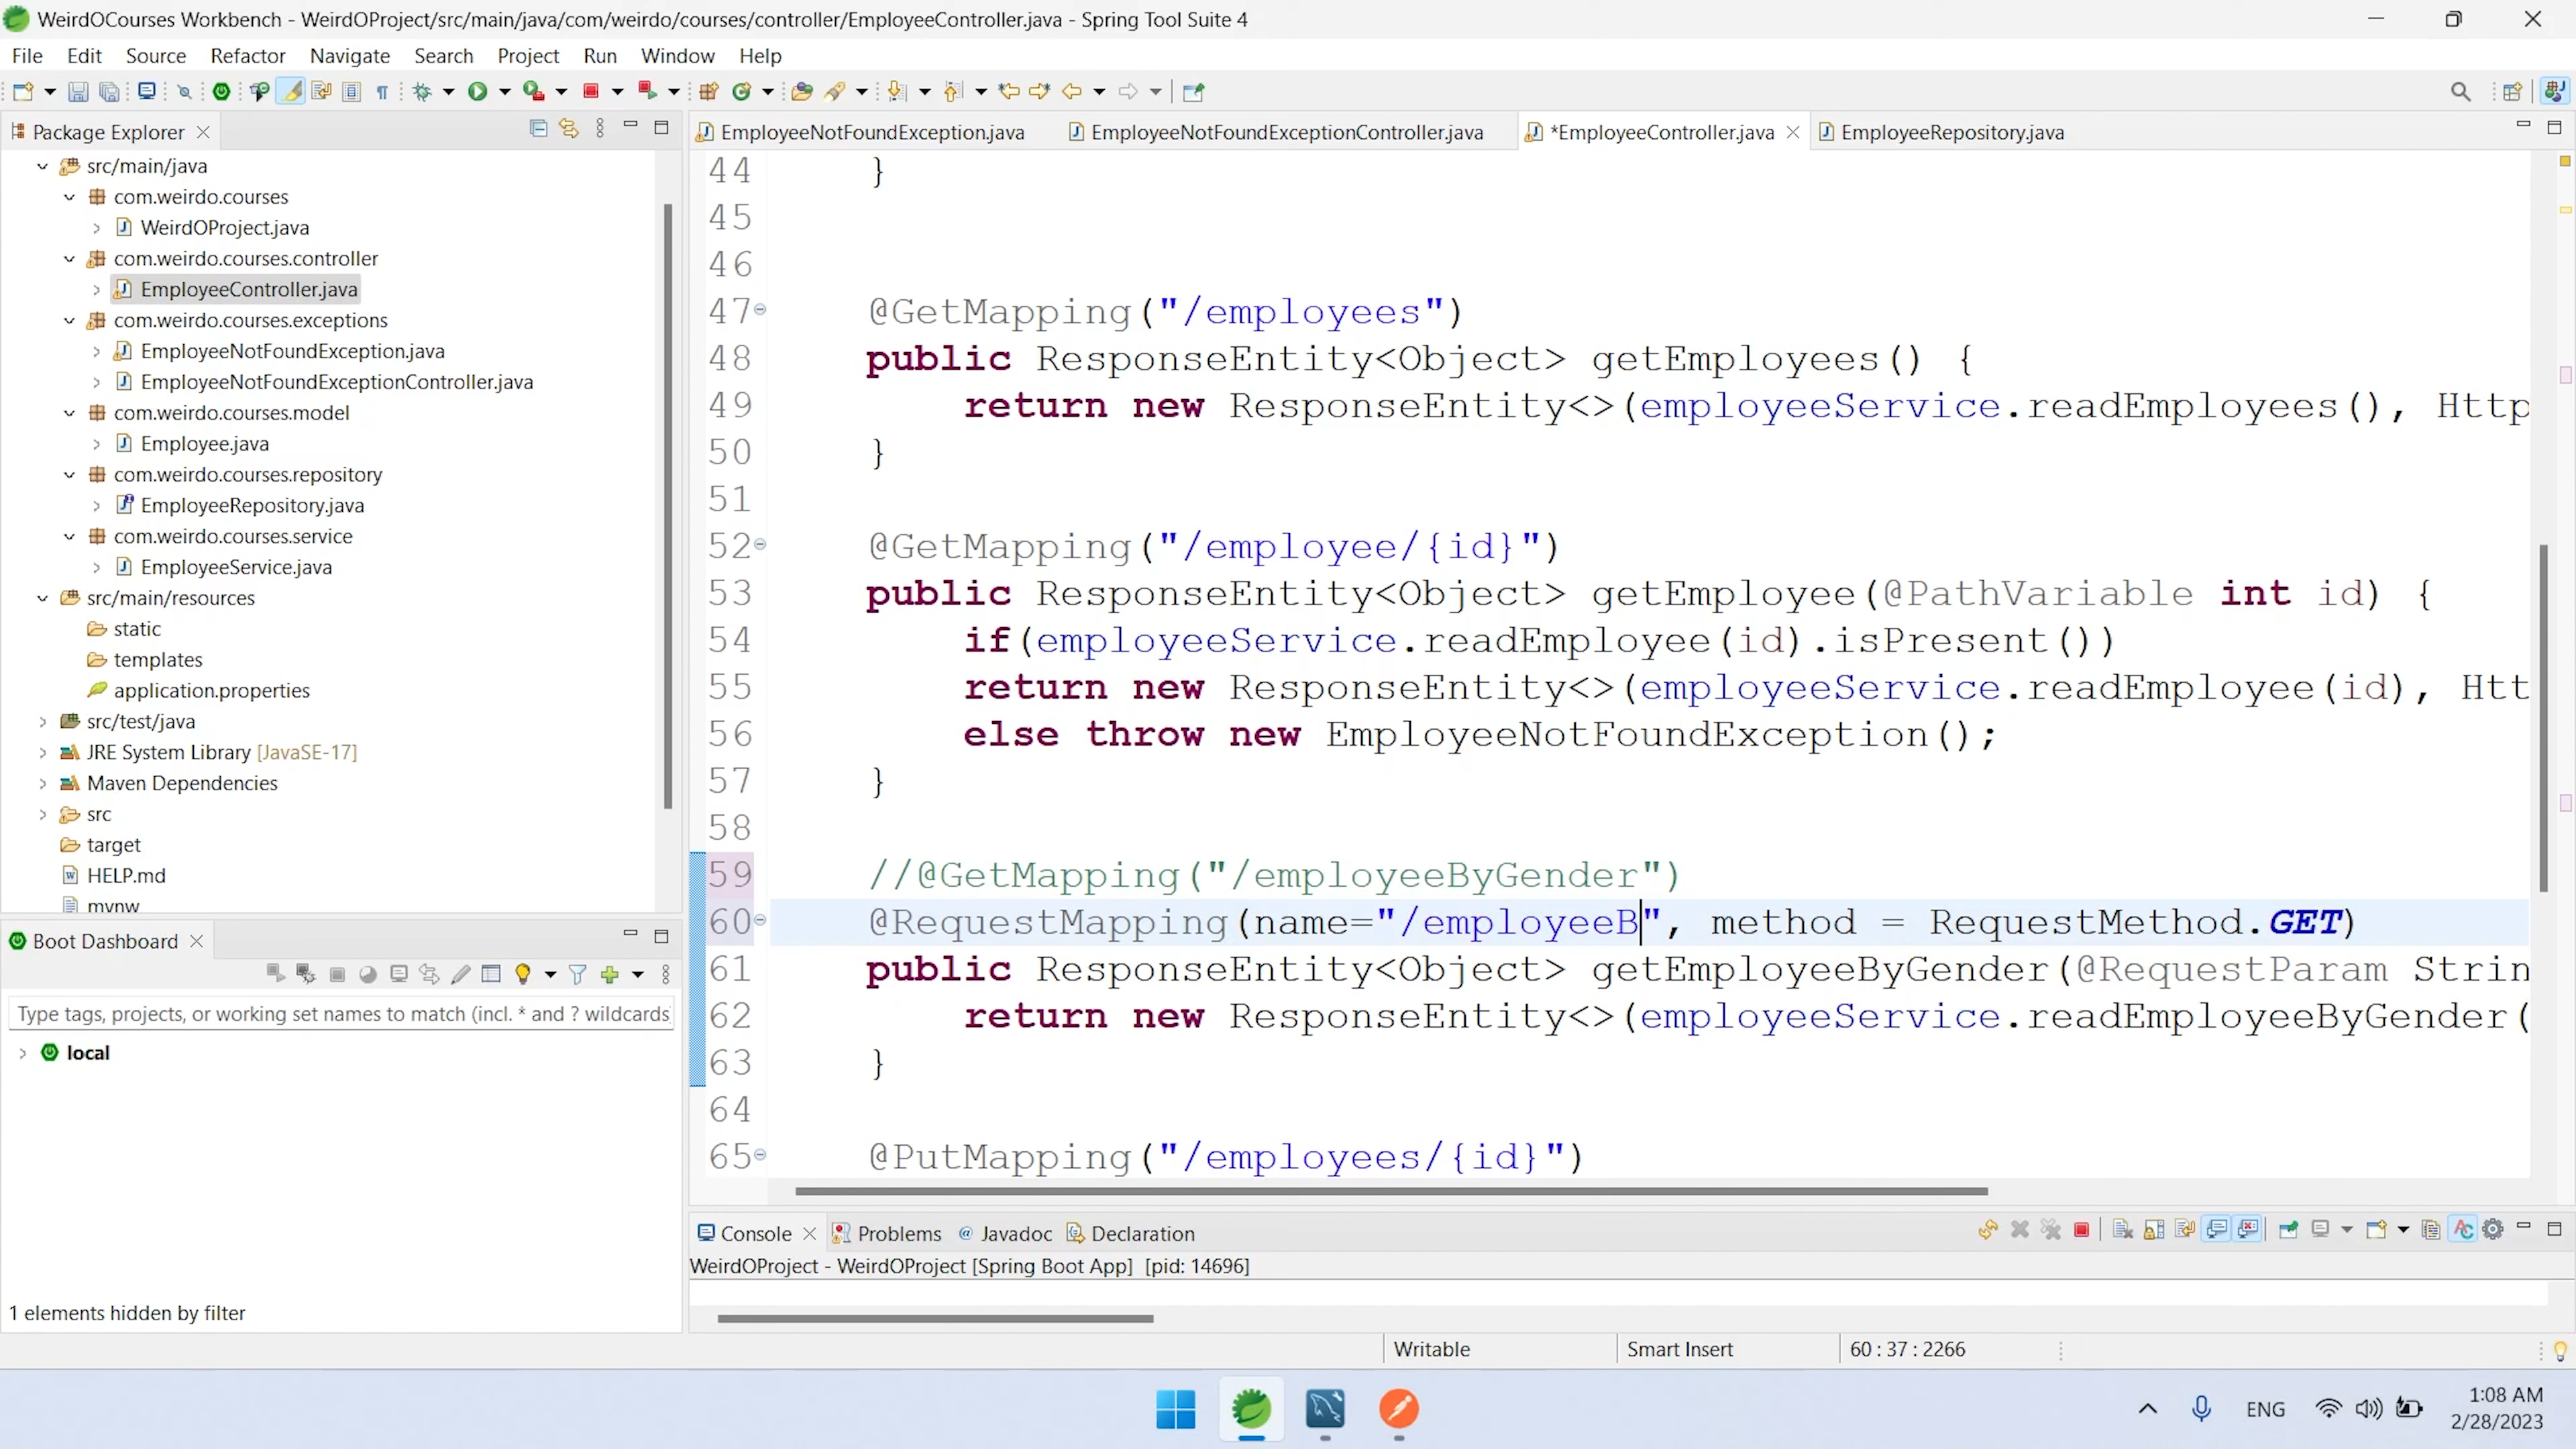 WeirdOCourses Workbench - WeirdOProject/src/main/java/com/weirdo/courses/controller/EmployeeController.java - Spring Tool Suite 4
File Edit Source Refactor Navigate Search Project Run Window Help
Package Explorer
src/main/java
com.weirdo.courses
WeirdOProject.java
com.weirdo.courses.controller
EmployeeController.java
com.weirdo.courses.exceptions
EmployeeNotFoundException.java
EmployeeNotFoundExceptionController.java
com.weirdo.courses.model
Employee.java
com.weirdo.courses.repository
EmployeeRepository.java
com.weirdo.courses.service
EmployeeService.java
src/main/resources
static
templates
application.properties
src/test/java
JRE System Library [JavaSE-17]
Maven Dependencies
src
target
HELP.md
mvnw
Boot Dashboard
Type tags, projects, or working set names to match (incl. * and ? wildcards)
local
1 elements hidden by filter
EmployeeNotFoundException.java EmployeeNotFoundExceptionController.java *EmployeeController.java EmployeeRepository.java
44 }
45
46
47 @GetMapping("/employees")
48 public ResponseEntity<Object> getEmployees() {
49 return new ResponseEntity<>(employeeService.readEmployees(), Http
50 }
51
52 @GetMapping("/employee/{id}")
53 public ResponseEntity<Object> getEmployee(@PathVariable int id) {
54 if(employeeService.readEmployee(id).isPresent())
55 return new ResponseEntity<>(employeeService.readEmployee(id), Htt
56 else throw new EmployeeNotFoundException();
57 }
58
59 //@GetMapping("/employeeByGender")
60 @RequestMapping(name="/employeeB", method = RequestMethod.GET)
61 public ResponseEntity<Object> getEmployeeByGender(@RequestParam Strin
62 return new ResponseEntity<>(employeeService.readEmployeeByGender(
63 }
64
65 @PutMapping("/employees/{id}")
Console Problems Javadoc Declaration
WeirdOProject - WeirdOProject [Spring Boot App] [pid: 14696]
Writable Smart Insert 60 : 37 : 2266
ENG
1:08 AM
2/28/2023